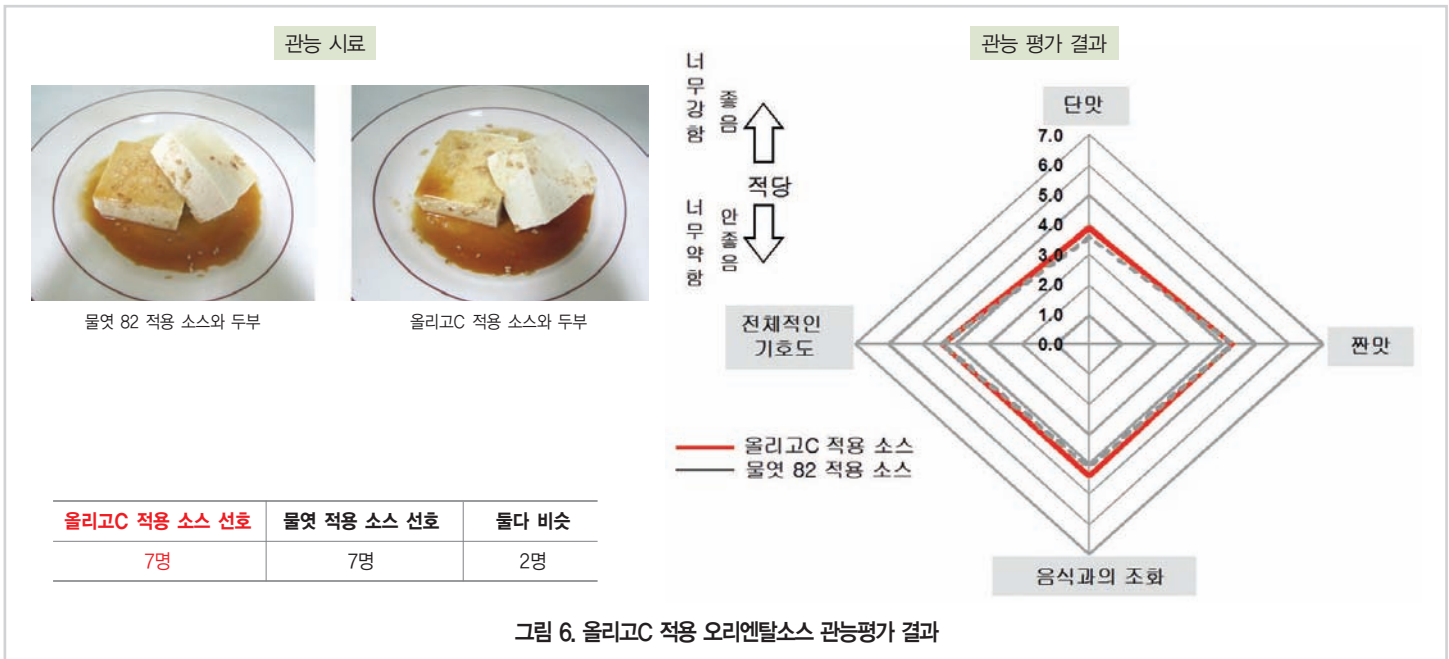 관능 시료
물엿 82 적용 소스와 두부
올리고C 적용 소스와 두부
올리고C 적용 소스 선호 물엿 적용 소스 선호 둘다 비슷
7명 7명 2명
관능 평가 결과
너무강함
좋음
적당
너무약함
안좋음
단맛
7.0
6.0
5.0
4.0
3.0
2.0
1.0
0.0
전체적인
기호도
짠맛
음식과의 조화
올리고C 적용 소스
물엿 82 적용 소스
그림 6. 올리고C 적용 오리엔탈소스 관능평가 결과